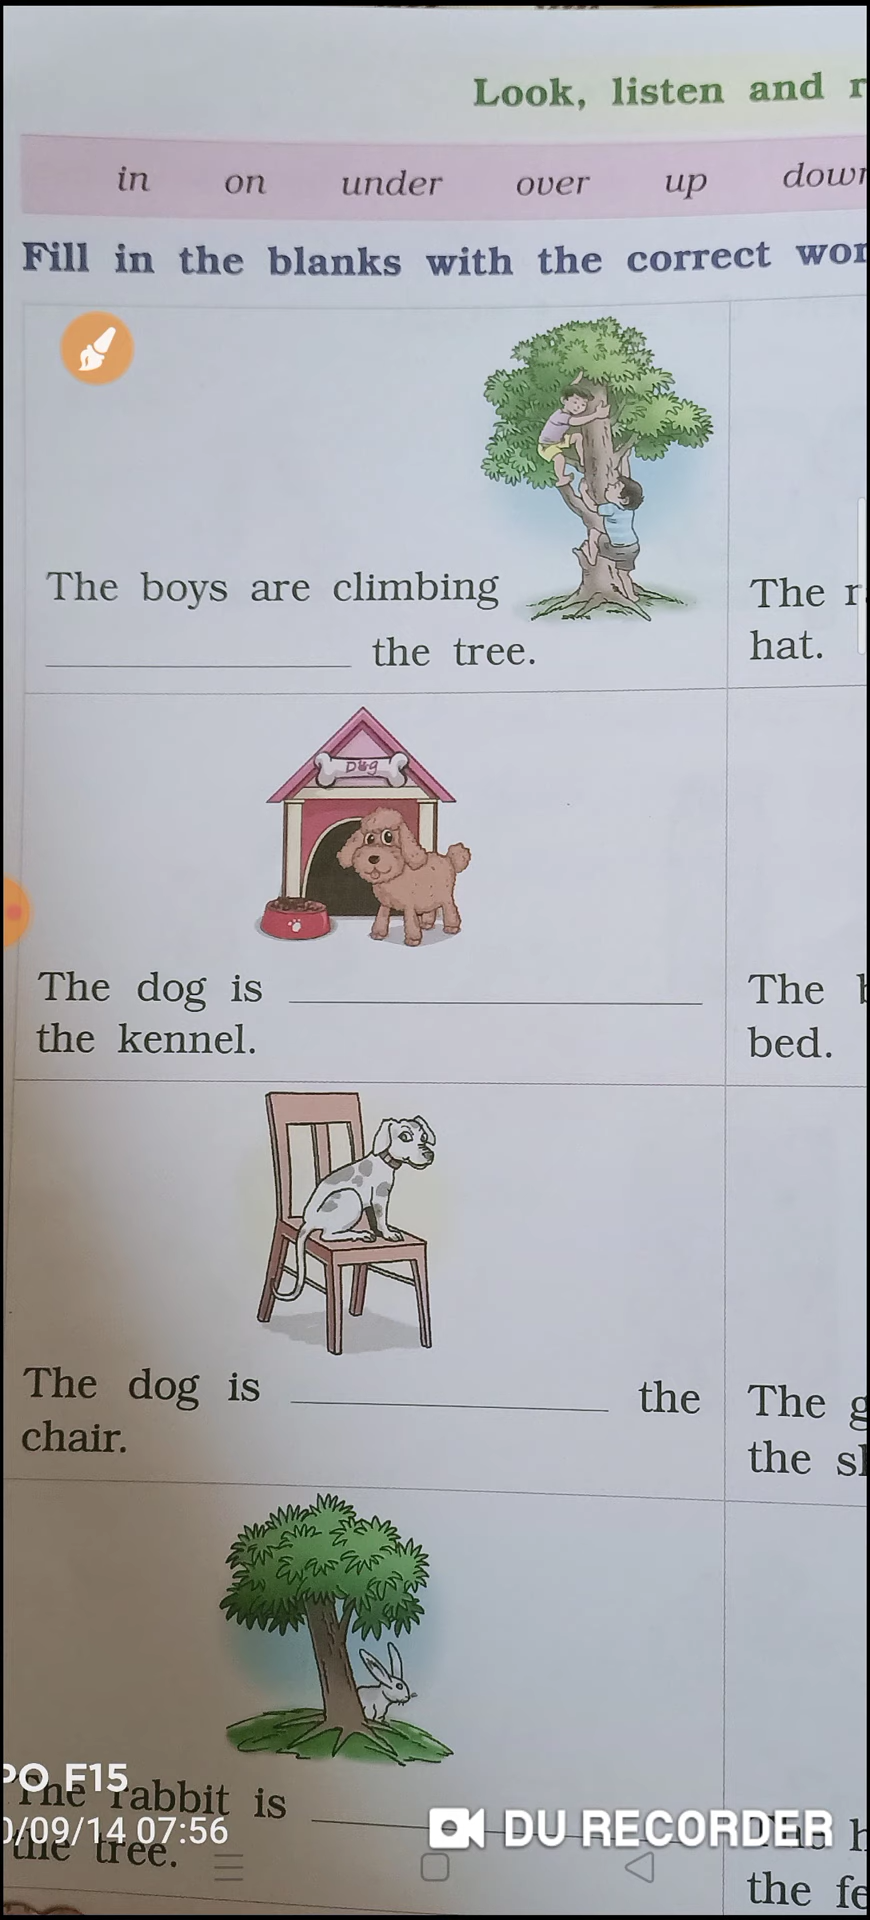 Look, listen and
in on under over up
Fill in the blanks with the correct
The boys are climbing
the tree.
The
hat.
Dog
The dog is
the kennel.
The
bed.
The dog is the
chair.
The
the
The rabbit is
the tree.
the
F15
/09/14 07:56
DU RECORDER